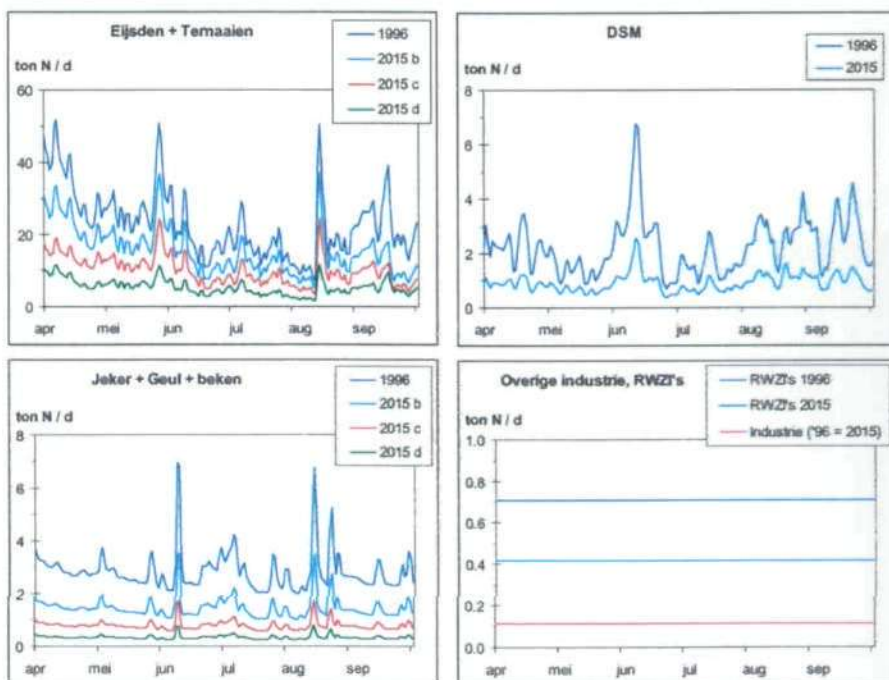 Eijsden + Ternaaien
1996
2015 b
2015 c
2015 d
ton N / d
60
40
20
0
apr mei jun jul aug sep
DSM
1996
2015
ton N / d
8
6
4
2
0
apr mei jun jul aug sep
Jeker + Geul + beken
1996
2015 b
2015 c
2015 d
ton N / d
8
6
4
2
0
apr mei jun jul aug sep
Overige industrie, RWZI's
RWZI's 1996
RWZI's 2015
Industrie ('96 = 2015)
ton N / d
1.0
0.8
0.6
0.4
0.2
0.0
apr mei jun jul aug sep